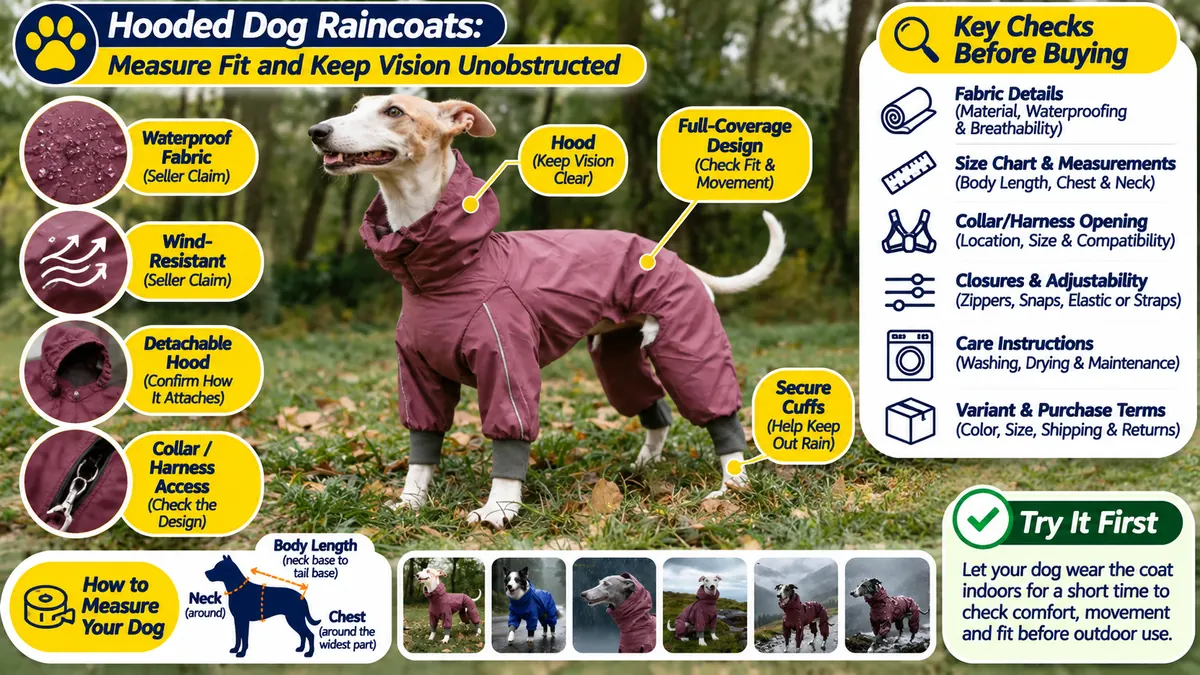 Hooded Dog Raincoats:
Measure Fit and Keep Vision Unobstructed
Waterproof
Fabric
(Seller Claim)
Wind-
Resistant
(Seller Claim)
Detachable
Hood
(Confirm How
It Attaches)
Collar /
Harness
Access
(Check the
Design)
Hood
(Keep Vision
Clear)
Full-Coverage
Design
(Check Fit &
Movement)
Secure
Cuffs
(Help Keep
Out Rain)
Key Checks
Before Buying
Fabric Details
(Material, Waterproofing
& Breathability)
Size Chart & Measurements
(Body Length, Chest & Neck)
Collar/Harness Opening
(Location, Size & Compatibility)
Closures & Adjustability
(Zippers, Snaps, Elastic or Straps)
Care Instructions
(Washing, Drying & Maintenance)
Variant & Purchase Terms
(Color, Size, Shipping & Returns)
How to
Measure
Your Dog
Body Length
(neck base to
tail base)
Neck
(around)
Chest
(around the
widest part)
Try It First
Let your dog wear the coat
indoors for a short time to
check comfort, movement
and fit before outdoor use.